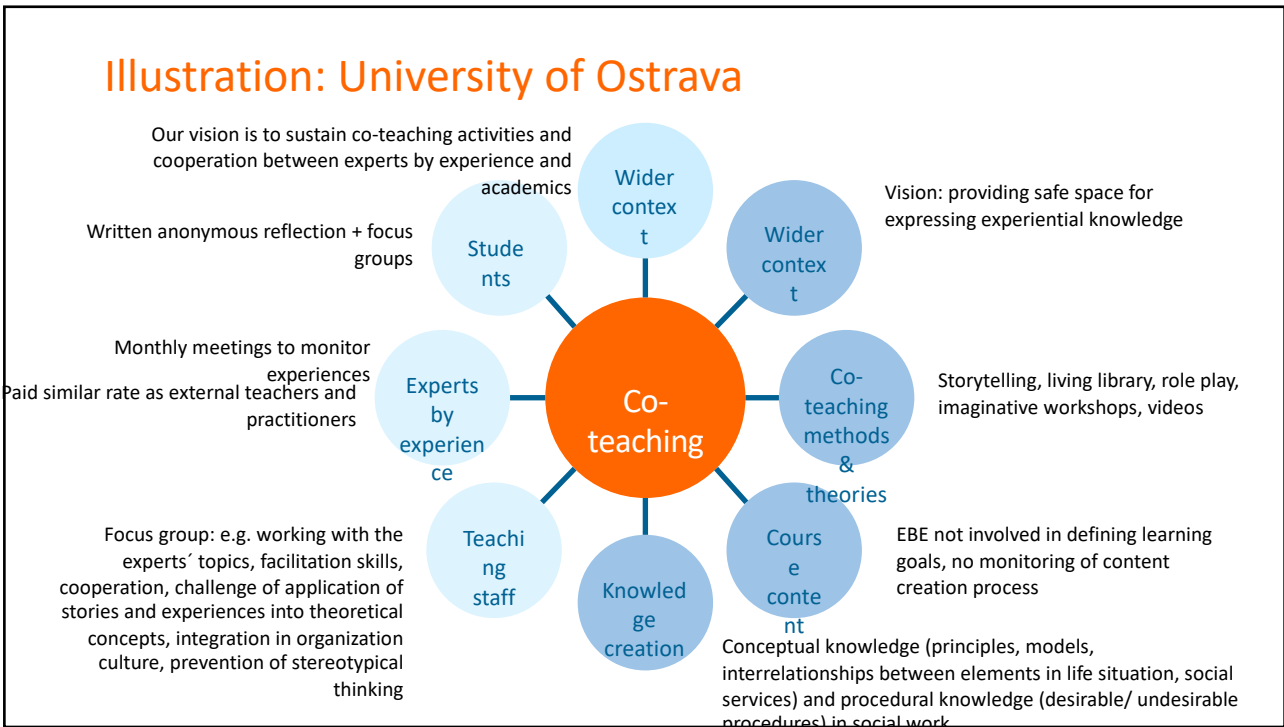 Illustration: University of Ostrava
Our vision is to sustain co-teaching activities and
cooperation between experts by experience and
academics
Wider
contex
t
Vision: providing safe space for
expressing experiential knowledge
Wider
contex
t
Written anonymous reflection + focus
groups
Stude
nts
Monthly meetings to monitor
experiences
Paid similar rate as external teachers and
practitioners
Experts
by
experien
ce
Co-
teaching
Co-
teaching
methods
&
theories
Storytelling, living library, role play,
imaginative workshops, videos
Focus group: e.g. working with the
experts´ topics, facilitation skills,
cooperation, challenge of application of
stories and experiences into theoretical
concepts, integration in organization
culture, prevention of stereotypical
thinking
Teachi
ng
staff
Knowled
ge
creation
Cours
e
conte
nt
EBE not involved in defining learning
goals, no monitoring of content
creation process
Conceptual knowledge (principles, models,
interrelationships between elements in life situation, social
services) and procedural knowledge (desirable/ undesirable
procedures) in social work